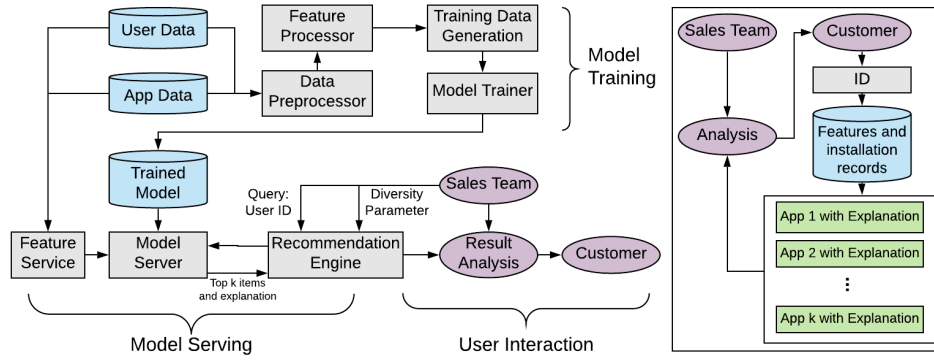 User Data
App Data
Feature
Processor
Data
Preprocessor
Training Data
Generation
Model Trainer
Model
Training
Trained
Model
Query:
User ID
Diversity
Parameter
Sales Team
Feature
Service
Model
Server
Recommendation
Engine
Result
Analysis
Customer
Top k items
and explanation
Model Serving
User Interaction
Sales Team
Customer
ID
Analysis
Features and
installation
records
App 1 with Explanation
App 2 with Explanation
...
App k with Explanation